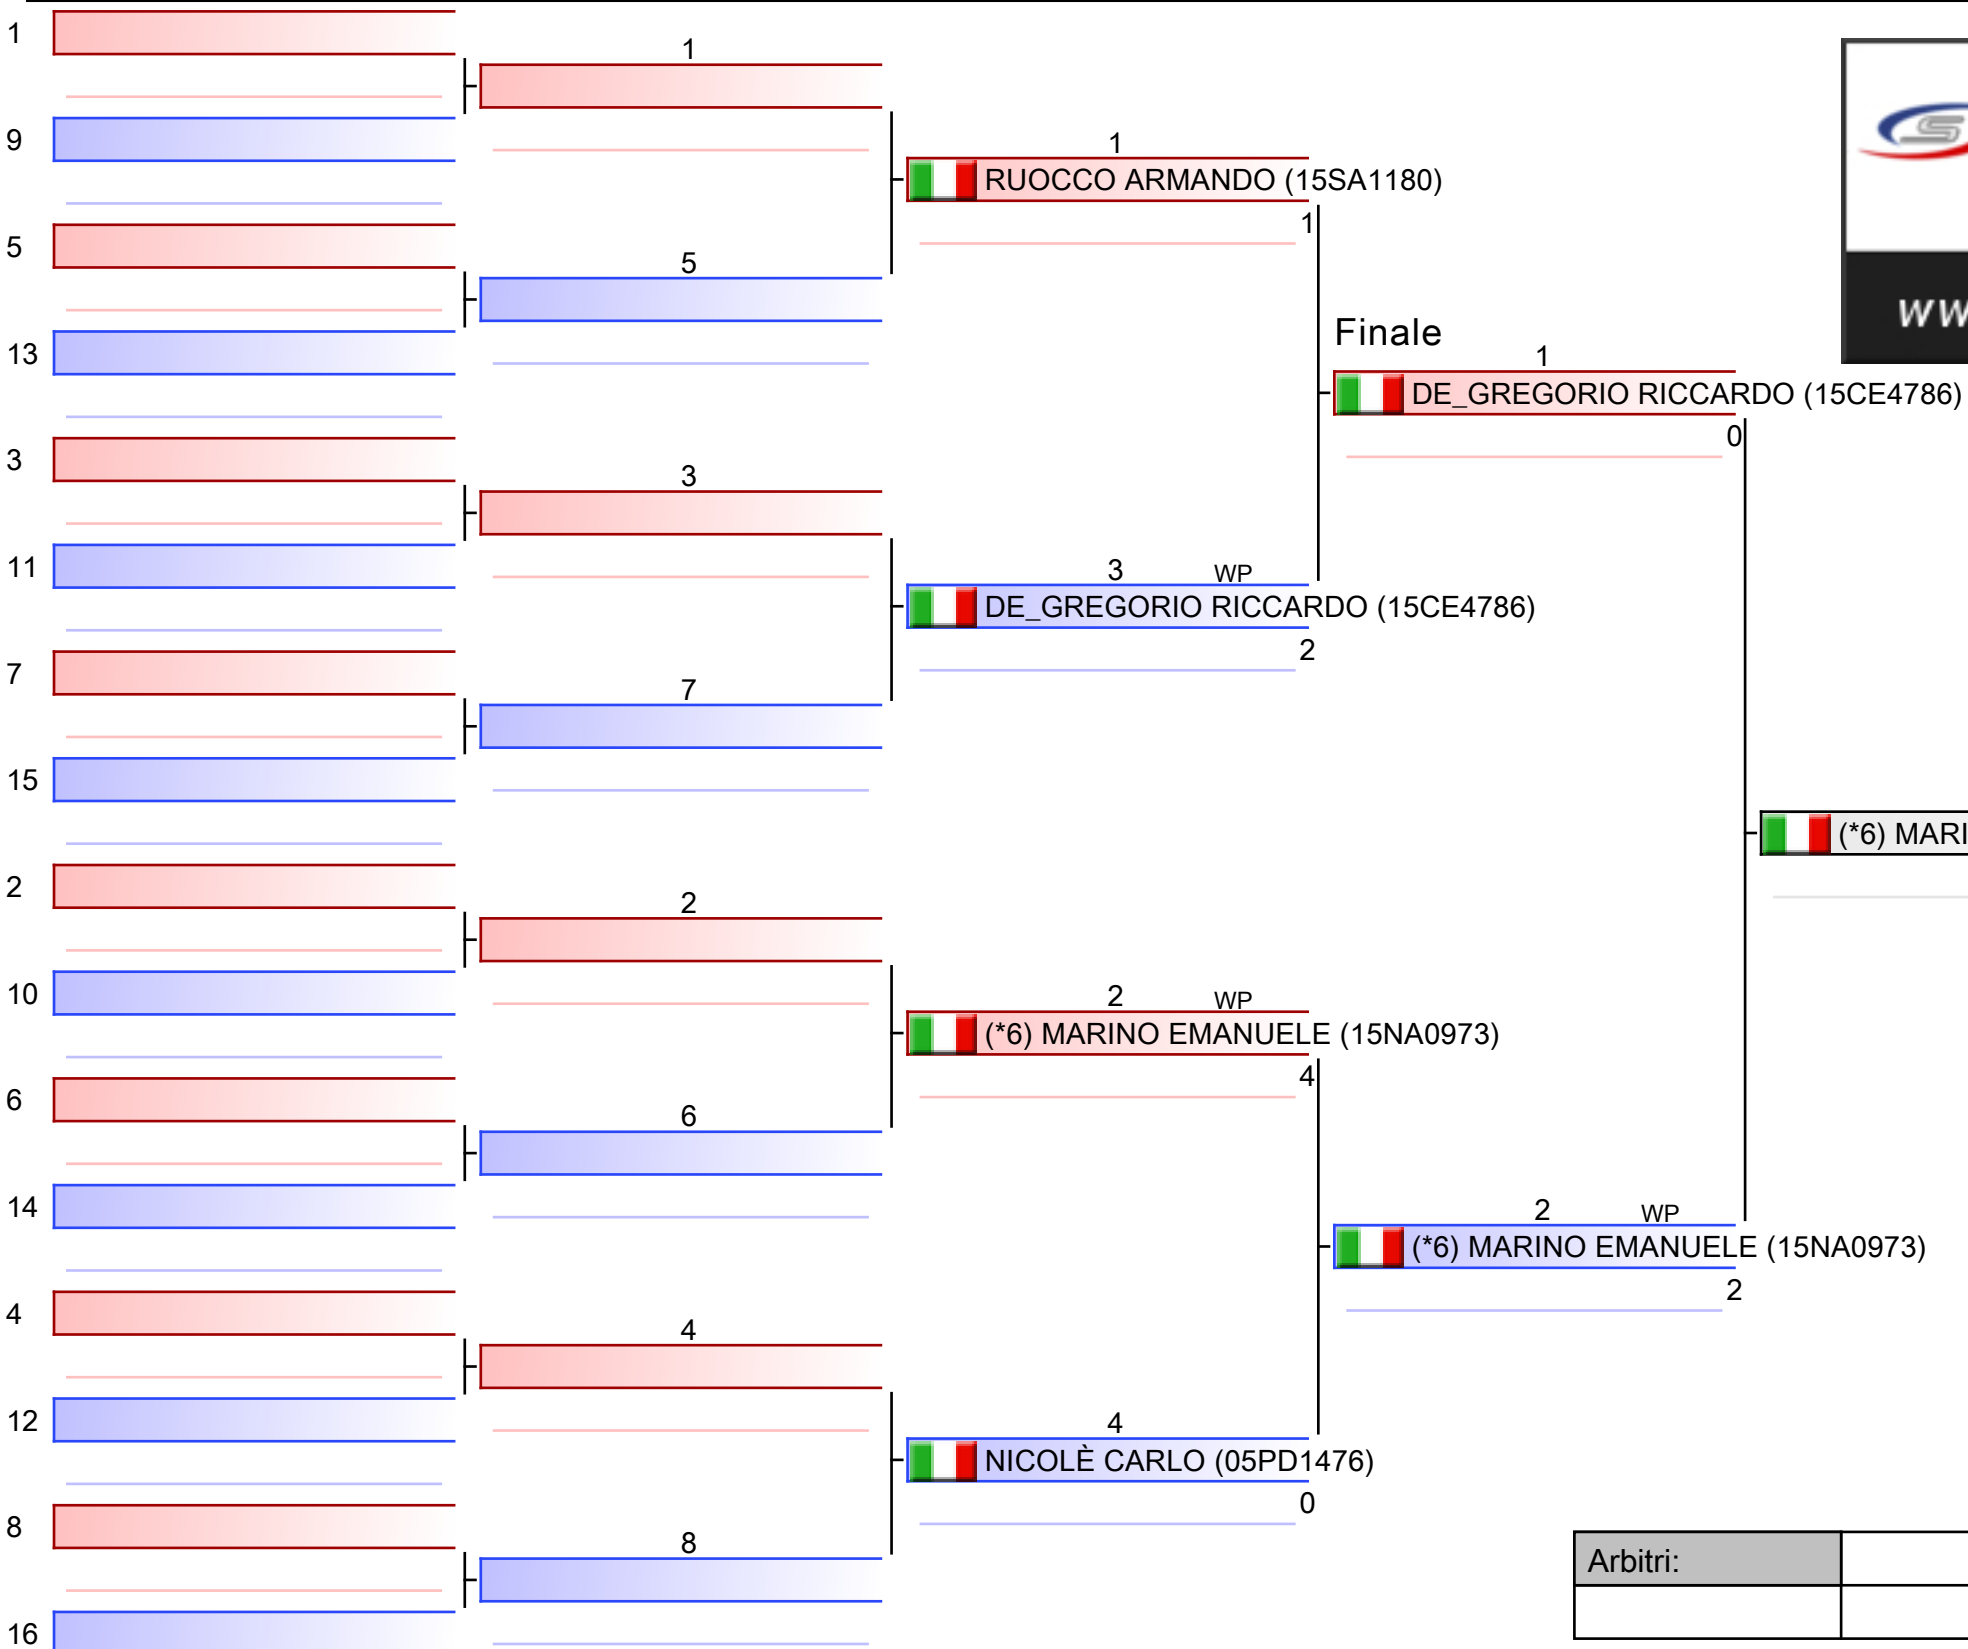 1
9
5
13
3
11
7
15
2
10
6
14
4
12
8
16
1
5
3
7
2
6
4
8
1
RUOCCO ARMANDO (15SA1180)
1
3 WP
DE_GREGORIO RICCARDO (15CE4786)
2
2 WP
(*6) MARINO EMANUELE (15NA0973)
4
4
NICOLÈ CARLO (05PD1476)
0
Finale
1
DE_GREGORIO RICCARDO (15CE4786)
0
2 WP
(*6) MARINO EMANUELE (15NA0973)
2
(*6) MARI
S
ww
Arbitri: